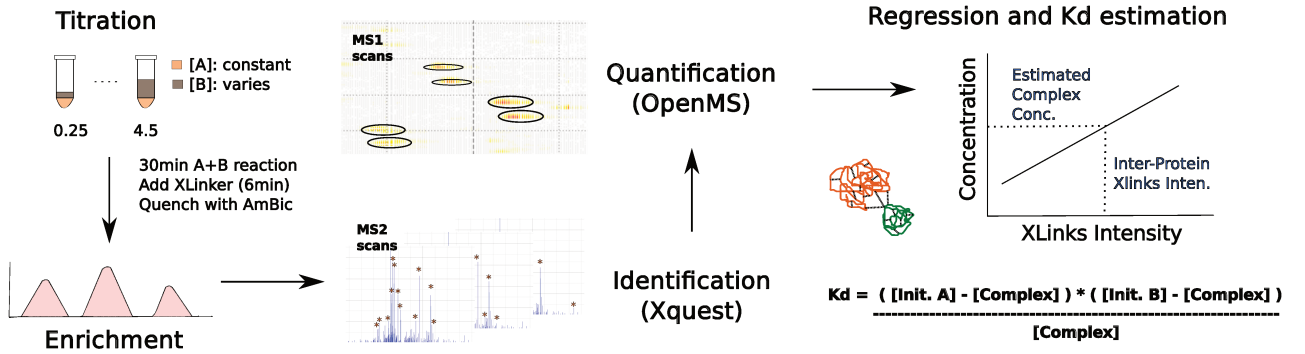 Titration
[A]: constant
[B]: varies
0.25
4.5
30min A+B reaction
Add XLinker (6min)
Quench with AmBic
Enrichment
MS1
scans
MS2
scans
Quantification
(OpenMS)
Identification
(Xquest)
Regression and Kd estimation
Concentration
Estimated
Complex
Conc.
Inter-Protein
Xlinks Inten.
XLinks Intensity
Kd = ( [Init. A] - [Complex] ) * ( [Init. B] - [Complex] )
[Complex]